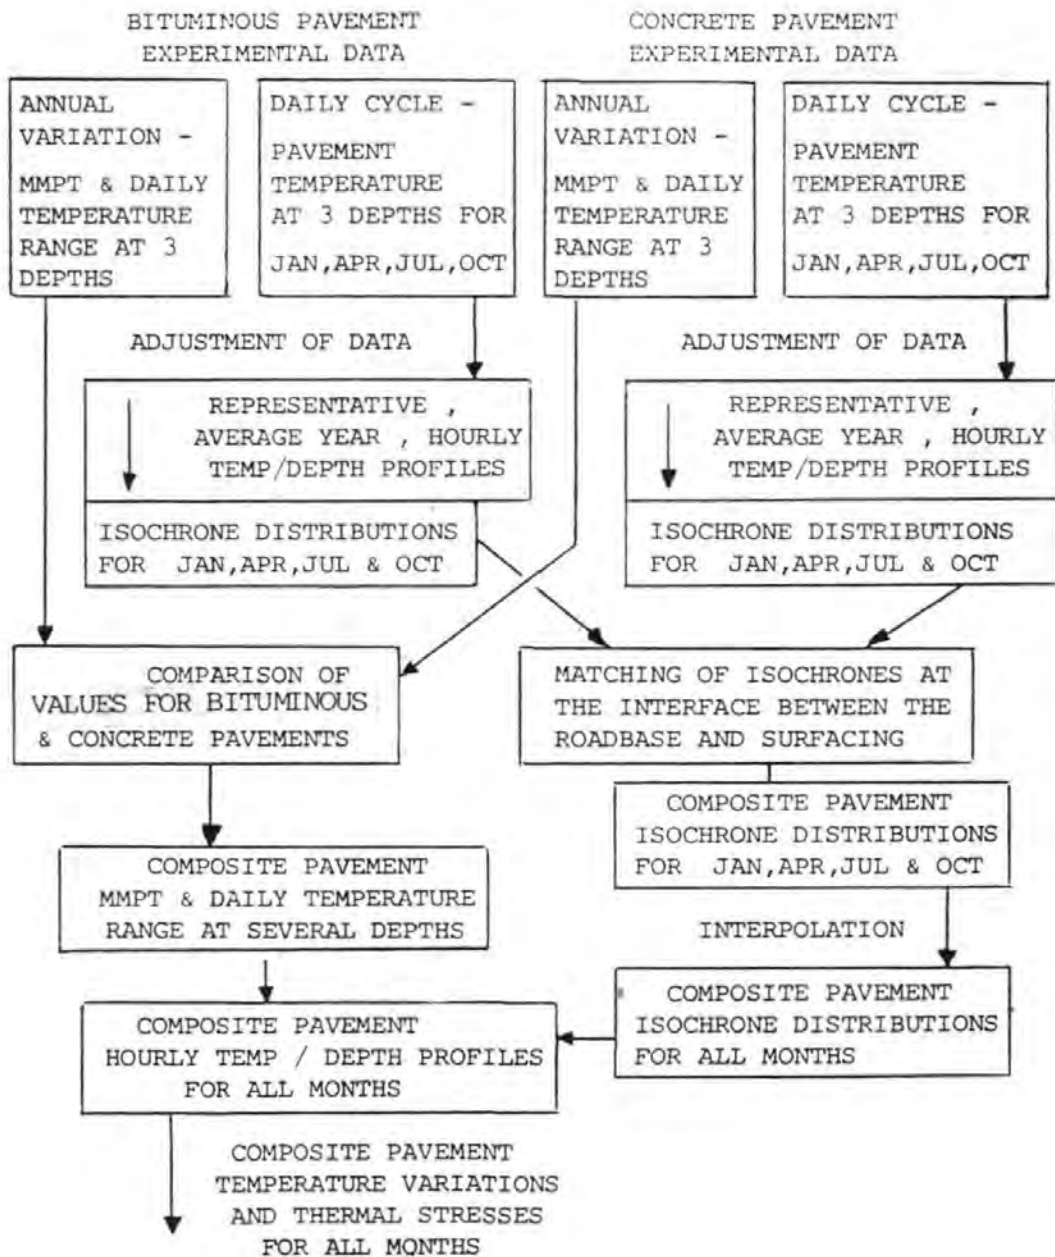 BITUMINOUS PAVEMENT
EXPERIMENTAL DATA
CONCRETE PAVEMENT
EXPERIMENTAL DATA
ANNUAL
VARIATION -
MMPT & DAILY
TEMPERATURE
RANGE AT 3
DEPTHS
DAILY CYCLE -
PAVEMENT
TEMPERATURE
AT 3 DEPTHS FOR
JAN,APR,JUL,OCT
ANNUAL
VARIATION -
MMPT & DAILY
TEMPERATURE
RANGE AT 3
DEPTHS
DAILY CYCLE -
PAVEMENT
TEMPERATURE
AT 3 DEPTHS FOR
JAN,APR,JUL,OCT
ADJUSTMENT OF DATA
ADJUSTMENT OF DATA
REPRESENTATIVE ,
AVERAGE YEAR , HOURLY
TEMP/DEPTH PROFILES
REPRESENTATIVE ,
AVERAGE YEAR , HOURLY
TEMP/DEPTH PROFILES
ISOCHRONE DISTRIBUTIONS
FOR JAN,APR,JUL & OCT
ISOCHRONE DISTRIBUTIONS
FOR JAN,APR,JUL & OCT
COMPARISON OF
VALUES FOR BITUMINOUS
& CONCRETE PAVEMENTS
MATCHING OF ISOCHRONES AT
THE INTERFACE BETWEEN THE
ROADBASE AND SURFACING
COMPOSITE PAVEMENT
ISOCHRONE DISTRIBUTIONS
FOR JAN,APR,JUL & OCT
COMPOSITE PAVEMENT
MMPT & DAILY TEMPERATURE
RANGE AT SEVERAL DEPTHS
INTERPOLATION
COMPOSITE PAVEMENT
ISOCHRONE DISTRIBUTIONS
FOR ALL MONTHS
COMPOSITE PAVEMENT
HOURLY TEMP / DEPTH PROFILES
FOR ALL MONTHS
COMPOSITE PAVEMENT
TEMPERATURE VARIATIONS
AND THERMAL STRESSES
FOR ALL MONTHS